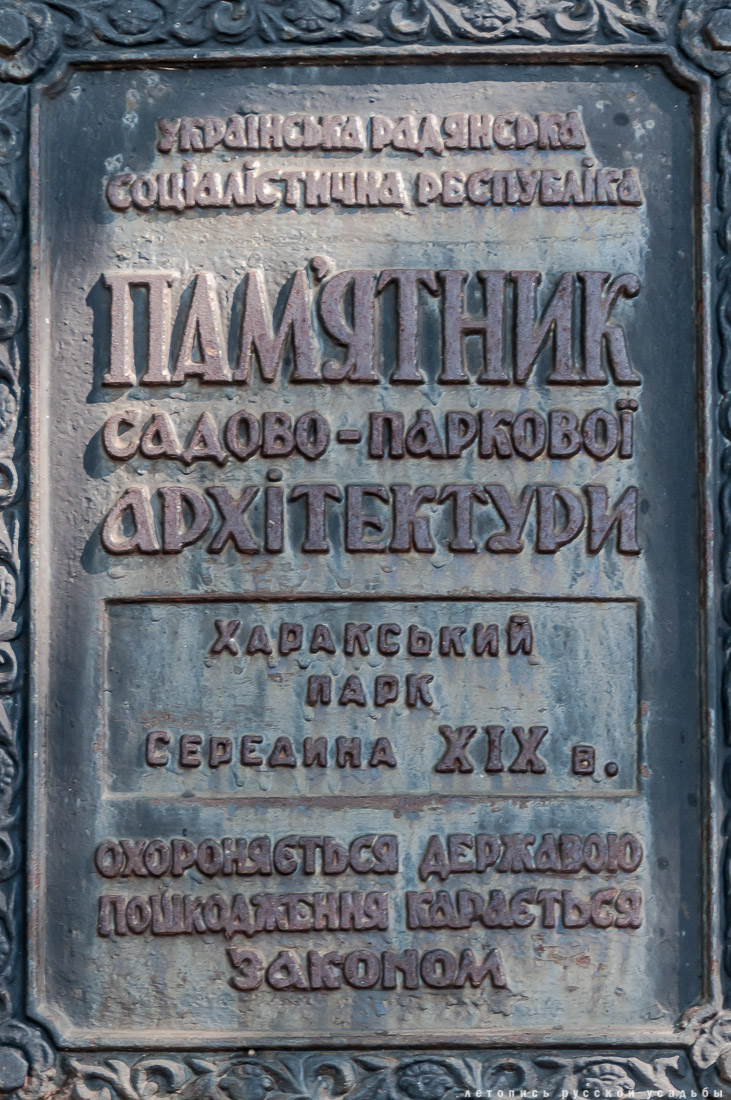 Українська Радянська
Соціалістична Республіка
ПАМ'ЯТНИК
САДОВО-ПАРКОВОЇ
АРХІТЕКТУРИ
ХАРАКСЬКИЙ
ПАРК
СЕРЕДИНА XIX в.
ОХОРОНЯЄТЬСЯ ДЕРЖАВОЮ
ПОШКОДЖЕННЯ КАРАЄТЬСЯ
ЗАКОНОМ
летопись русской усадьбы